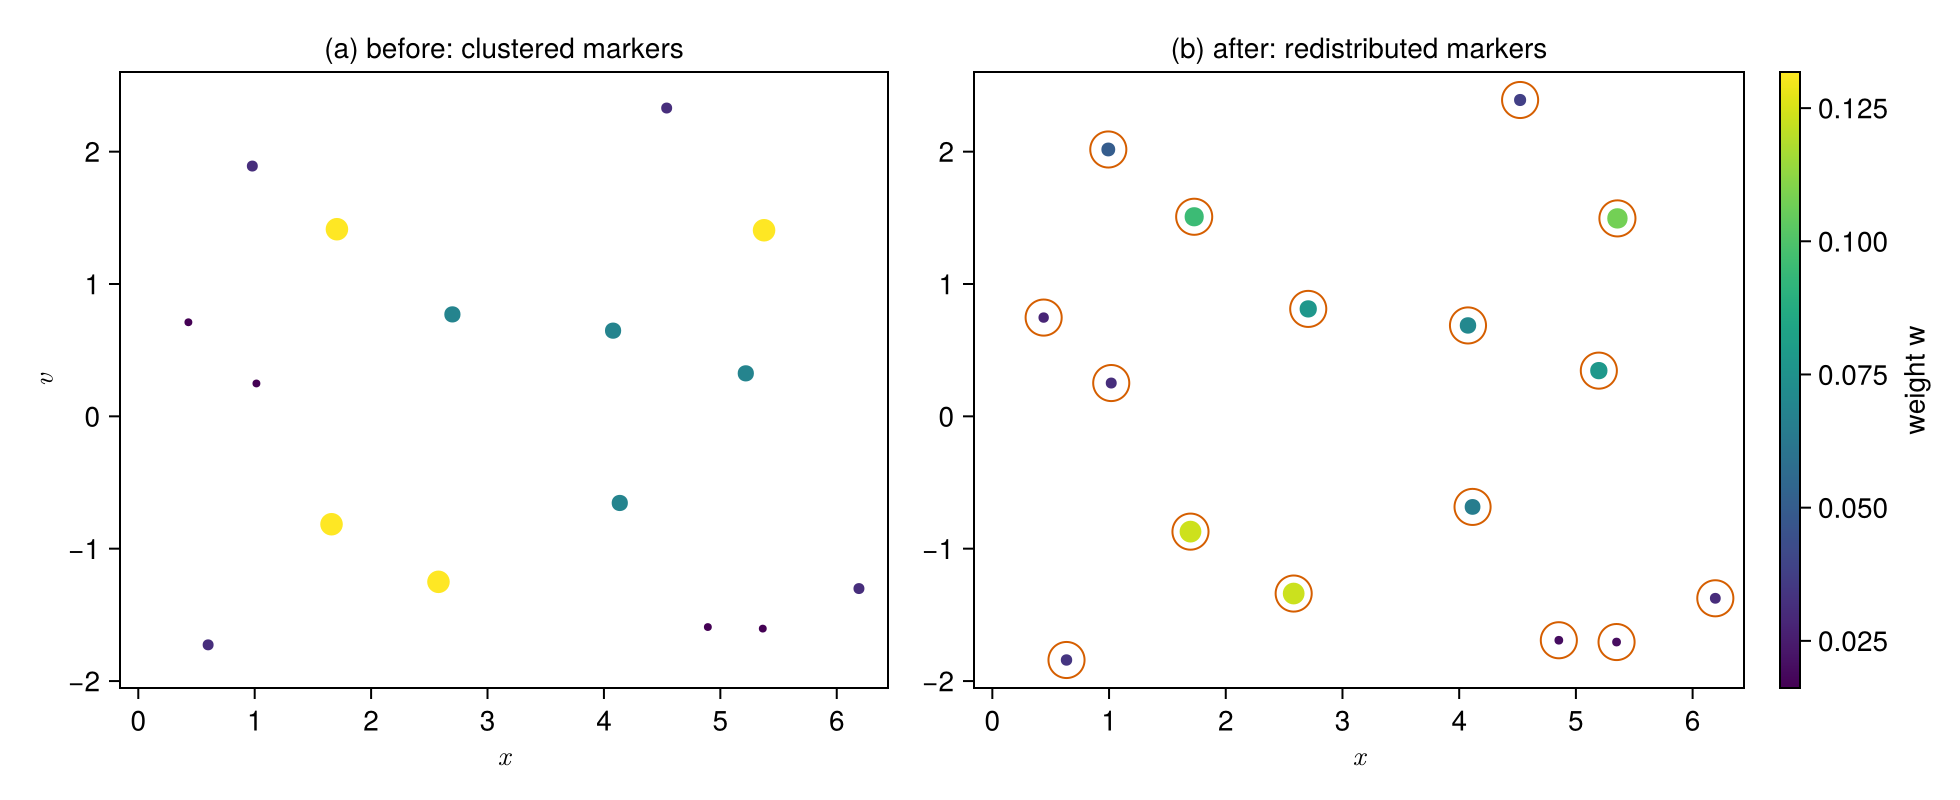 (a) before: clustered markers
(b) after: redistributed markers
2
1
0
−1
−2
v
0 1 2 3 4 5 6
x
2
1
0
−1
−2
0 1 2 3 4 5 6
x
0.125
0.100
0.075
0.050
0.025
weight w